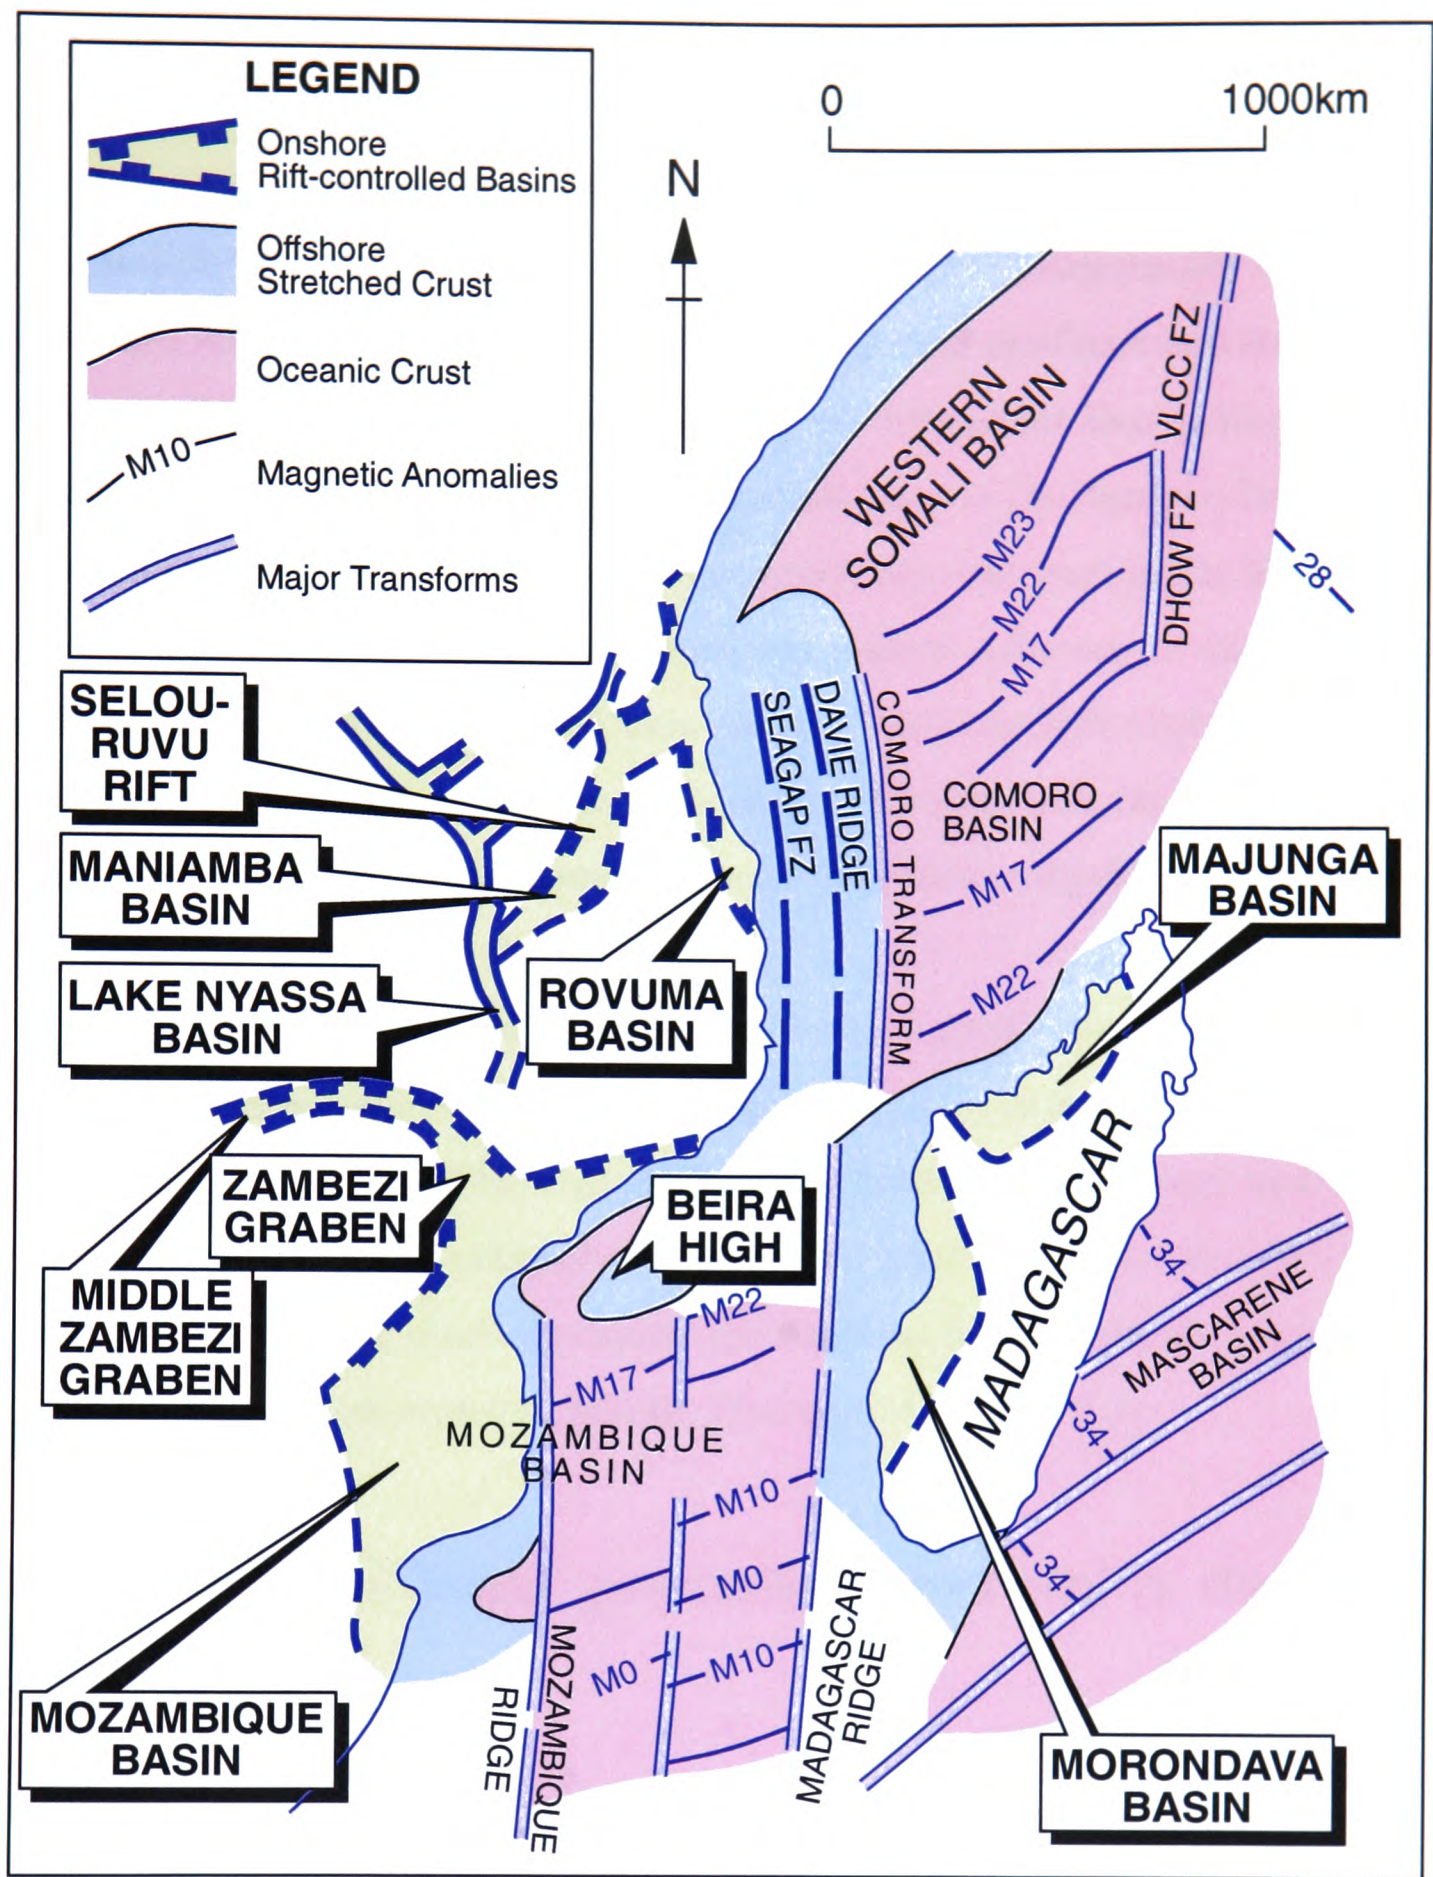 LEGEND
Onshore
Rift-controlled Basins
Offshore
Stretched Crust
Oceanic Crust
M10
Magnetic Anomalies
Major Transforms
0
1000km
N
WESTERN
SOMALI BASIN
VLCC FZ
DHOW FZ
M23
M22
M17
28
SELOU-
RUVU
RIFT
MANIAMBA
BASIN
LAKE NYASSA
BASIN
ROVUMA
BASIN
SEAGAP FZ
DAVIE RIDGE
COMORO TRANSFORM
COMORO
BASIN
M17
M22
MAJUNGA
BASIN
ZAMBEZI
GRABEN
MIDDLE
ZAMBEZI
GRABEN
BEIRA
HIGH
M22
M17
MOZAMBIQUE
BASIN
M10
M0
M0
M10
MADAGASCAR
34
MASCARENE
BASIN
34
34
MOZAMBIQUE
RIDGE
MADAGASCAR
RIDGE
MOZAMBIQUE
BASIN
MORONDAVA
BASIN